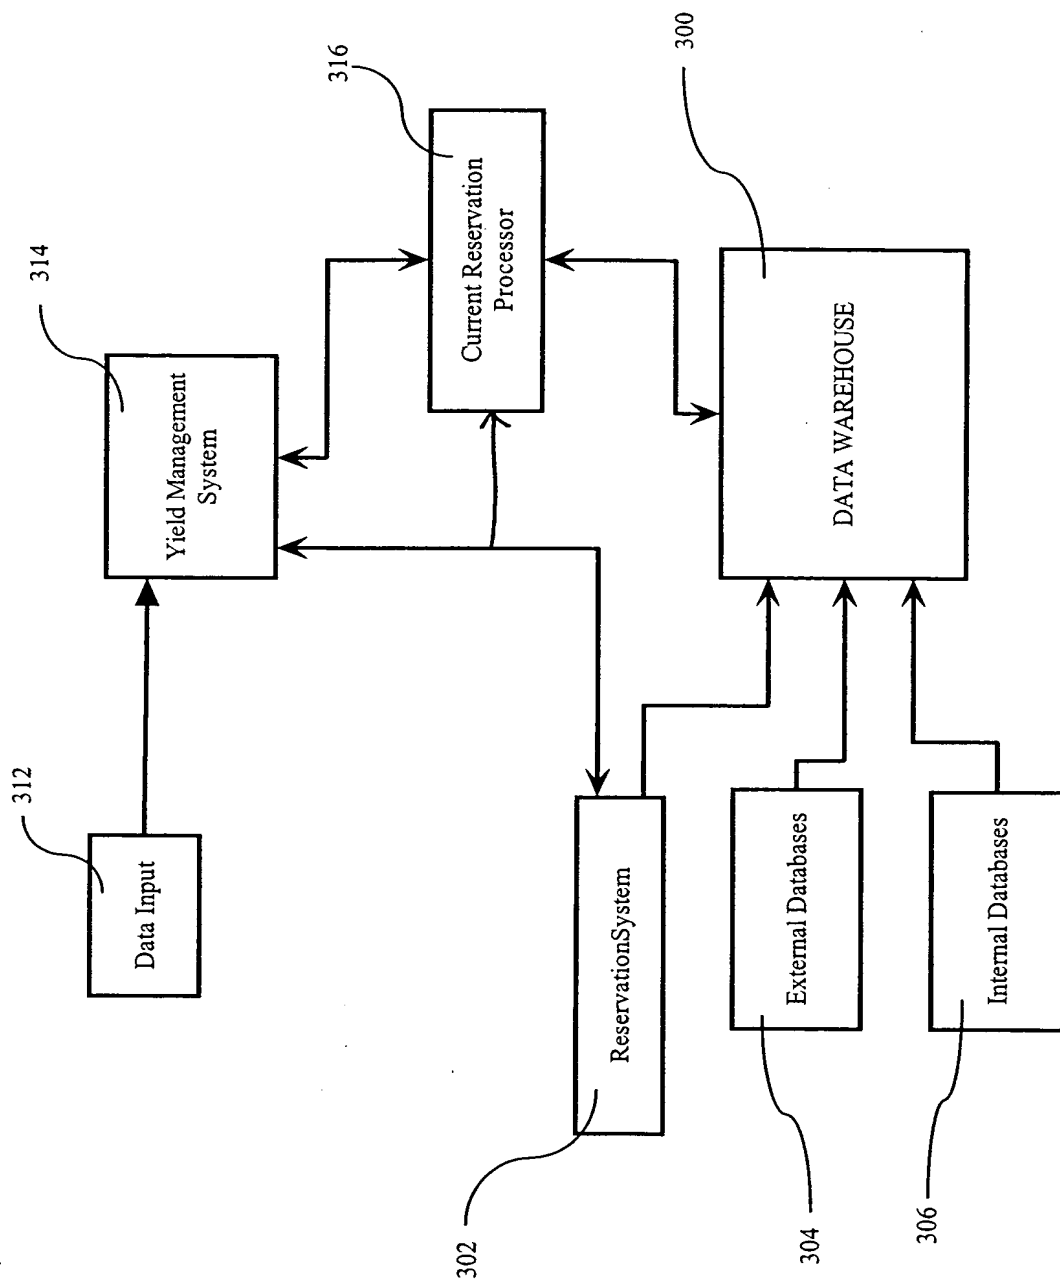 312
Data Input
314
Yield Management
System
316
Current Reservation
Processor
302
ReservationSystem
300
DATA WAREHOUSE
304
External Databases
306
Internal Databases